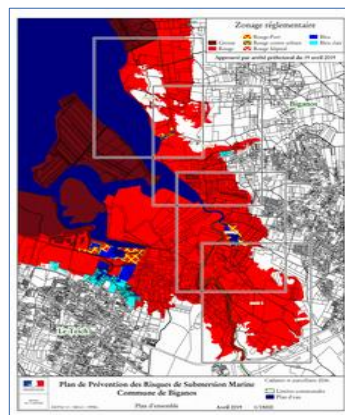 Zonage réglementaire
Grenat
Rouge
Rouge Port
Rouge centre urbain
Rouge hôpital
Bleu
Bleu clair
Approuvé par arrêté préfectoral du 19 avril 2019
Biganos
Le Teich
Plan de Prévention des Risques de Submersion Marine
Commune de Biganos
Plan d'ensemble
Avril 2019
Limites communales
Plan d'eau